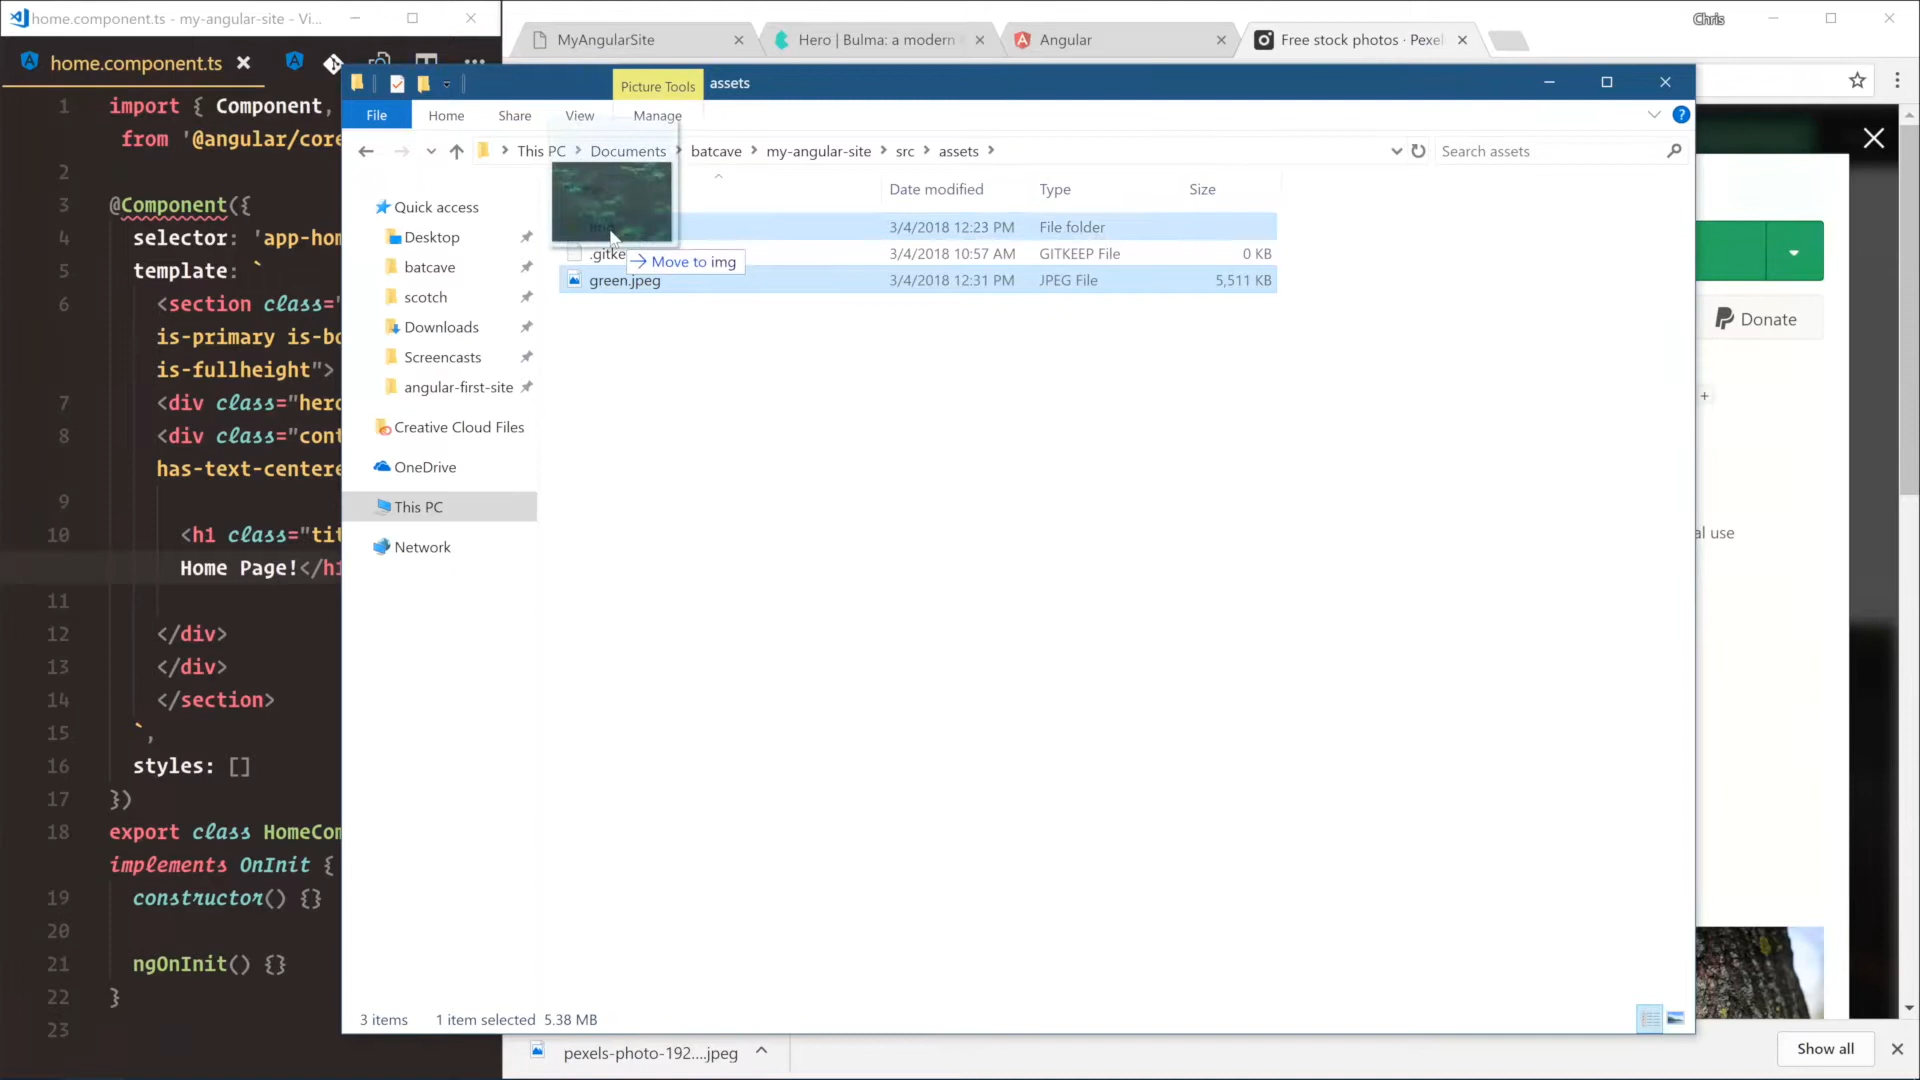 home.component.ts - my-angular-site - Vi...
Chris
MyAngularSite
Hero | Bulma: a modern
Angular
Free stock photos · Pexel
home.component.ts
Picture Tools
assets
File
Home
Share
View
Manage
This PC
Documents
batcave
my-angular-site
src
assets
Search assets
Date modified
Type
Size
Quick access
Desktop
batcave
scotch
Downloads
Screencasts
angular-first-site
Creative Cloud Files
OneDrive
This PC
Network
img
3/4/2018 12:23 PM
File folder
.gitke
3/4/2018 10:57 AM
GITKEEP File
0 KB
Move to img
green.jpeg
3/4/2018 12:31 PM
JPEG File
5,511 KB
3 items
1 item selected
5.38 MB
1 import { Component,
from '@angular/core
2
3 @Component({
4 selector: 'app-hom
5 template: `
6 <section class="
is-primary is-bo
is-fullheight">
7 <div class="hero
8 <div class="cont
has-text-centere
9
10 <h1 class="tit
Home Page!</h1
11
12 </div>
13 </div>
14 </section>
15 `,
16 styles: []
17 })
18 export class HomeCom
implements OnInit {
19 constructor() {}
20
21 ngOnInit() {}
22 }
23
Donate
+
al use
pexels-photo-192....jpeg
Show all